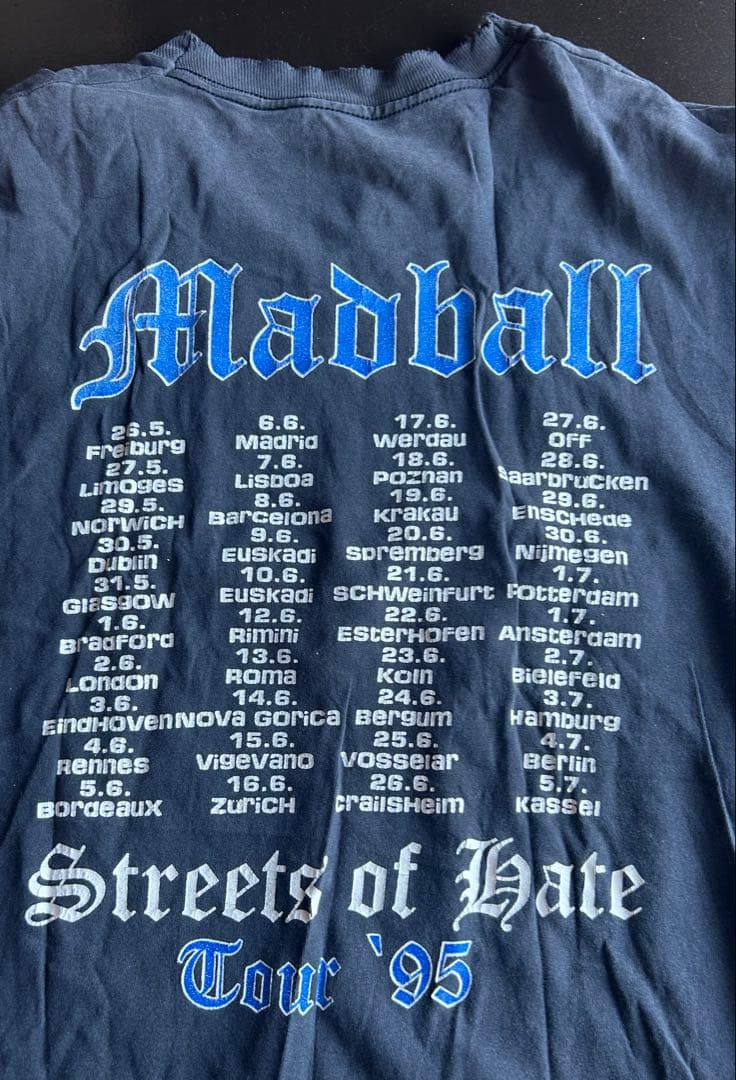 Madball
26.5.
Freiburg
27.5.
Limoges
29.5.
Norwich
30.5.
Dublin
31.5.
Glasgow
1.6.
Bradford
2.6.
London
3.6.
Eindhoven
4.6.
Rennes
5.6.
Bordeaux
6.6.
Madrid
7.6.
Lisboa
8.6.
Barcelona
9.6.
Euskadi
10.6.
Euskadi
12.6.
Rimini
13.6.
Roma
14.6.
Nova Gorica
15.6.
Vigevano
16.6.
Zurich
17.6.
Werdau
18.6.
Poznan
19.6.
Krakau
20.6.
Spremberg
21.6.
Schweinfurt
22.6.
Esterhofen
23.6.
Koln
24.6.
Bergum
25.6.
Vosselar
26.6.
Crailsheim
27.6.
Off
28.6.
Saarbrucken
29.6.
Enschede
30.6.
Nijmegen
1.7.
Rotterdam
1.7.
Ansterdam
2.7.
Bielefeld
3.7.
Hamburg
4.7.
Berlin
5.7.
Kassel
Streets of Hate
Tour `95